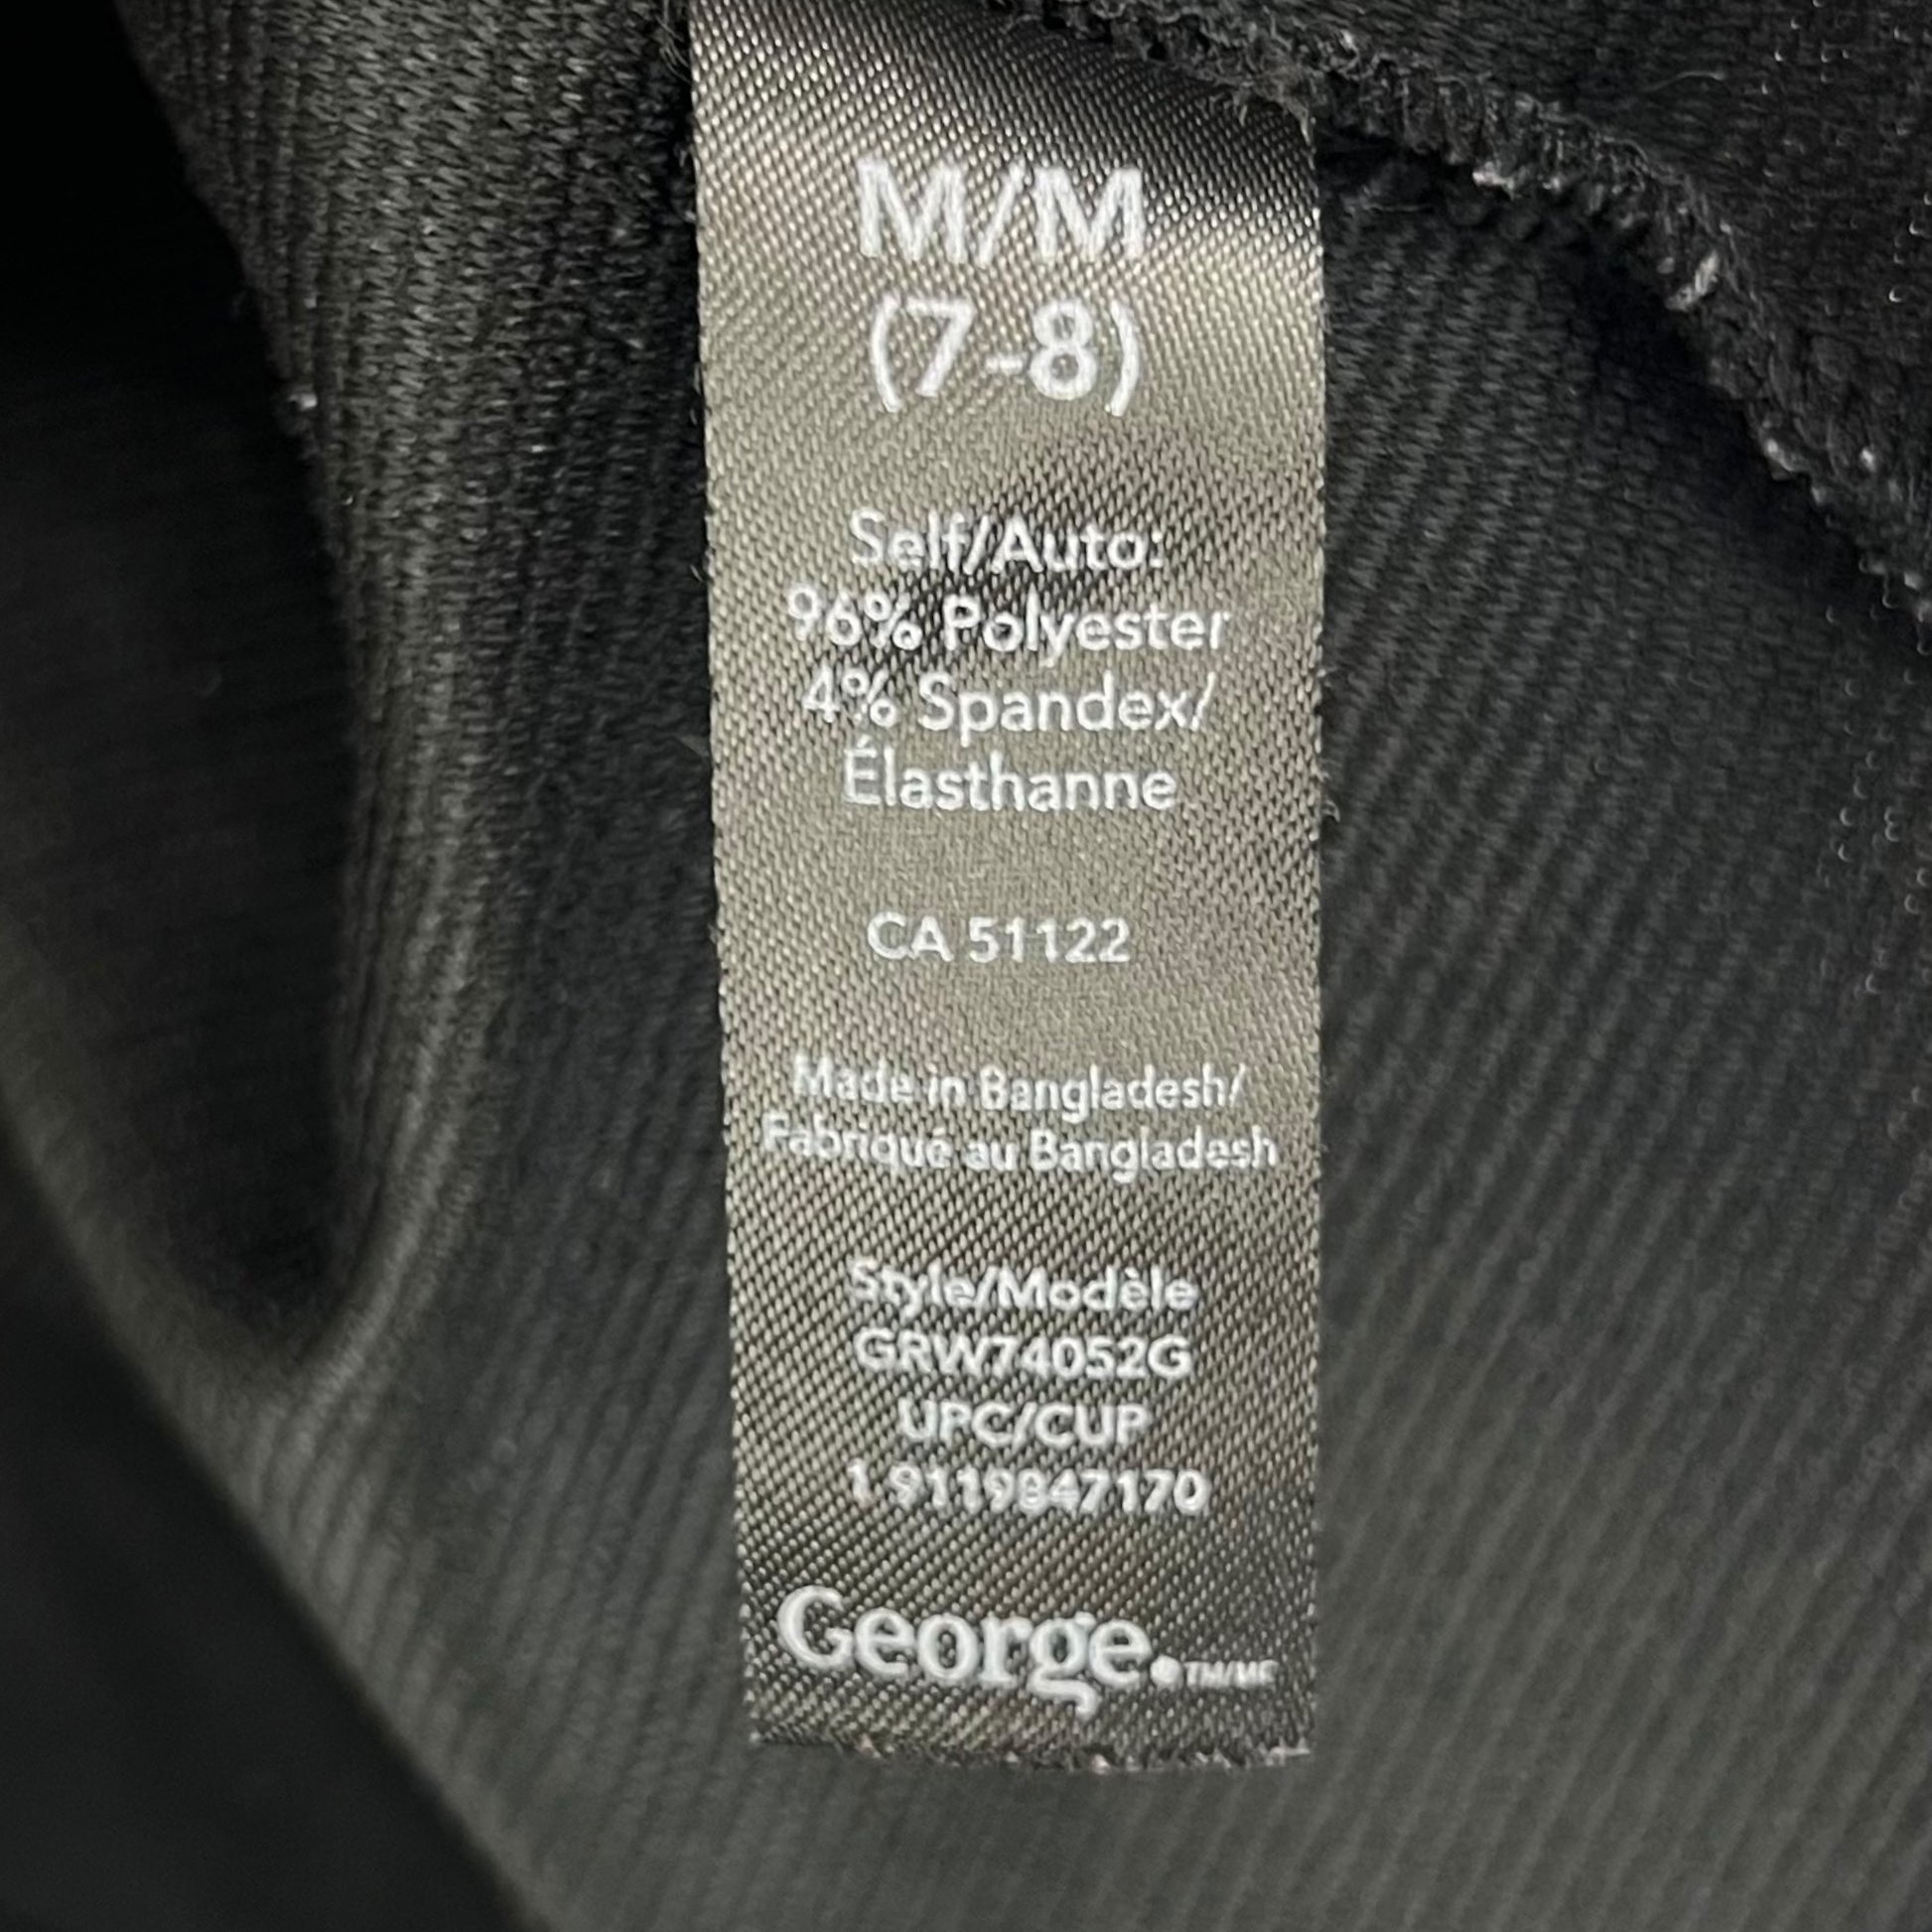 M/M
(7-8)
Self/Auto:
96% Polyester
4% Spandex/
Élasthanne
CA 51122
Made in Bangladesh/
Fabriqué au Bangladesh
Style/Modèle
GRW74052G
UPC/CUP
1 9119847170
George.TM/MC